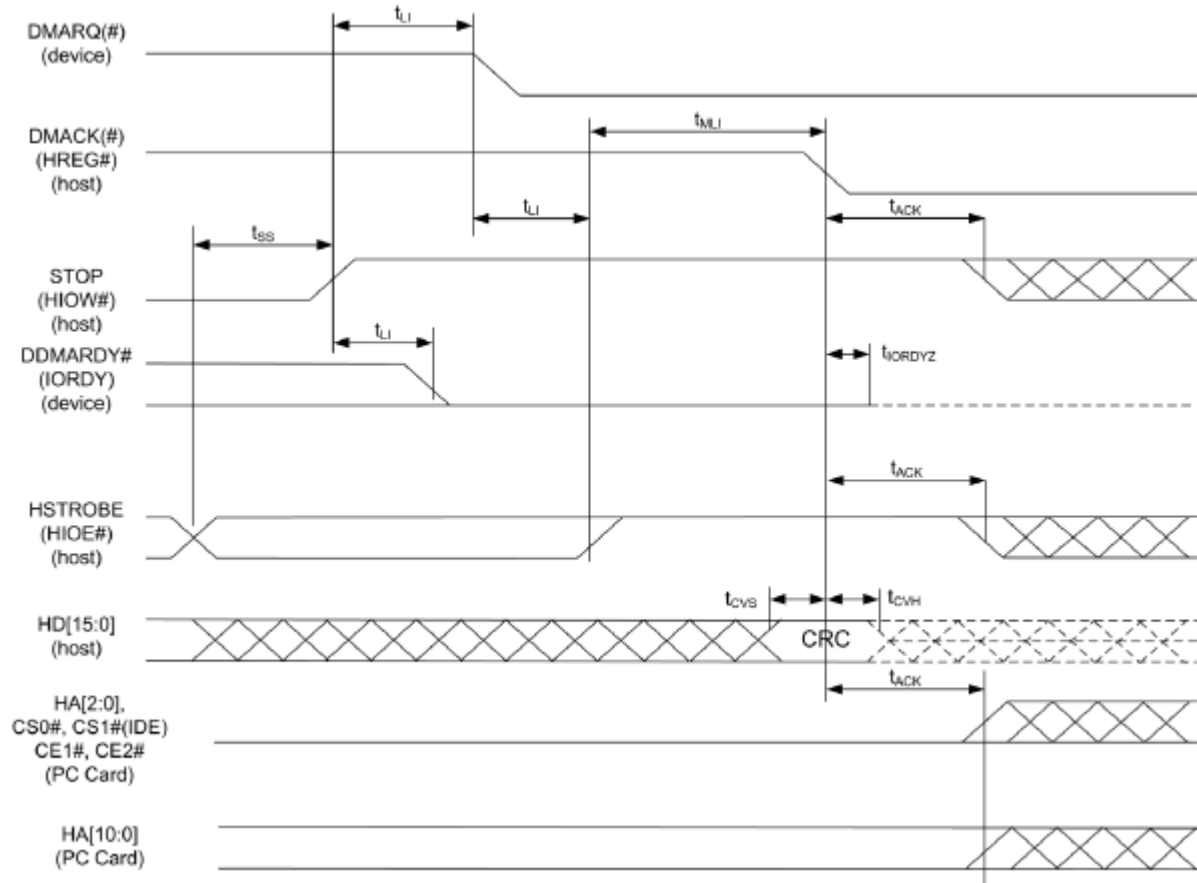 DMARQ(#)
(device)
tLI
DMACK(#)
(HREG#)
(host)
tMLI
tLI
tACK
tSS
STOP
(HIOW#)
(host)
tLI
DDMARDY#
(IORDY)
(device)
tIORDYZ
tACK
HSTROBE
(HIOE#)
(host)
tCVS
tCVH
HD[15:0]
(host)
CRC
tACK
HA[2:0],
CS0#, CS1#(IDE)
CE1#, CE2#
(PC Card)
HA[10:0]
(PC Card)